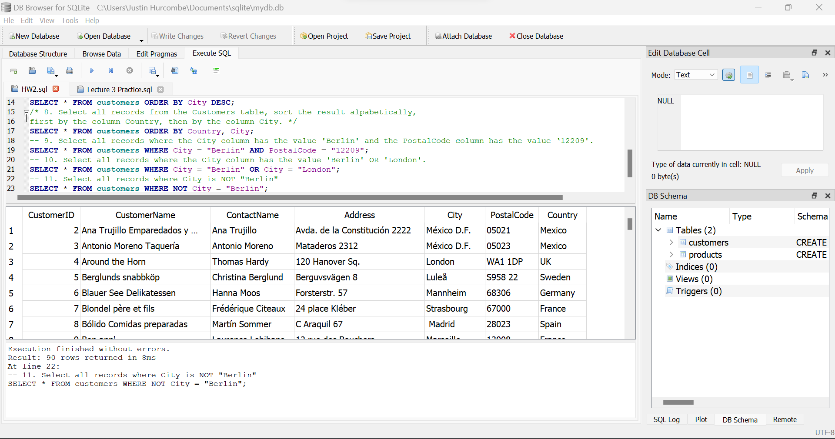 DB Browser for SQLite - C:\Users\Justin Hurcombe\Documents\sqlite\mydb.db
File Edit View Tools Help
New Database Open Database Write Changes Revert Changes Open Project Save Project Attach Database Close Database
Database Structure Browse Data Edit Pragmas Execute SQL
HW2.sql Lecture 3 Practice.sql
14 SELECT * FROM customers ORDER BY City DESC;
15 /* 8. Select all records from the Customers table, sort the result alpabetically,
16 first by the column Country, then by the column City. */
17 SELECT * FROM customers ORDER BY Country, City;
18 -- 9. Select all records where the City column has the value 'Berlin' and the PostalCode column has the value '12209'.
19 SELECT * FROM customers WHERE City = "Berlin" AND PostalCode = "12209";
20 -- 10. Select all records where the City column has the value 'Berlin' OR 'London'.
21 SELECT * FROM customers WHERE City = "Berlin" OR City = "London";
22 -- 11. Select all records where City is NOT "Berlin"
23 SELECT * FROM customers WHERE NOT City = "Berlin";
CustomerID CustomerName ContactName Address City PostalCode Country
1 2 Ana Trujillo Emparedados y ... Ana Trujillo Avda. de la Constitución 2222 México D.F. 05021 Mexico
2 3 Antonio Moreno Taquería Antonio Moreno Mataderos 2312 México D.F. 05023 Mexico
3 4 Around the Horn Thomas Hardy 120 Hanover Sq. London WA1 1DP UK
4 5 Berglunds snabbköp Christina Berglund Berguvsvägen 8 Luleå S958 22 Sweden
5 6 Blauer See Delikatessen Hanna Moos Forsterstr. 57 Mannheim 68306 Germany
6 7 Blondel père et fils Frédérique Citeaux 24 place Kléber Strasbourg 67000 France
7 8 Bólido Comidas preparadas Martín Sommer C Araquil 67 Madrid 28023 Spain
Execution finished without errors.
Result: 90 rows returned in 8ms
At line 22:
-- 11. Select all records where City is NOT "Berlin"
SELECT * FROM customers WHERE NOT City = "Berlin";
Edit Database Cell
Mode: Text
NULL
Type of data currently in cell: NULL
0 byte(s)
Apply
DB Schema
Name Type Schema
Tables (2)
customers CREATE
products CREATE
Indices (0)
Views (0)
Triggers (0)
SQL Log Plot DB Schema Remote
UTF-8